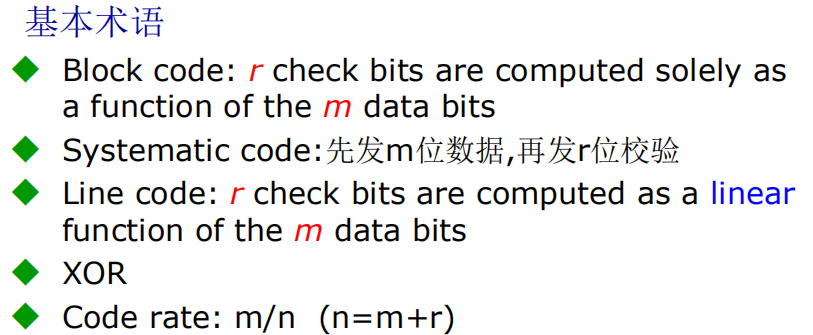 基本术语
Block code: r check bits are computed solely as
a function of the m data bits
Systematic code:先发m位数据,再发r位校验
Line code: r check bits are computed as a linear
function of the m data bits
XOR
Code rate: m/n (n=m+r)